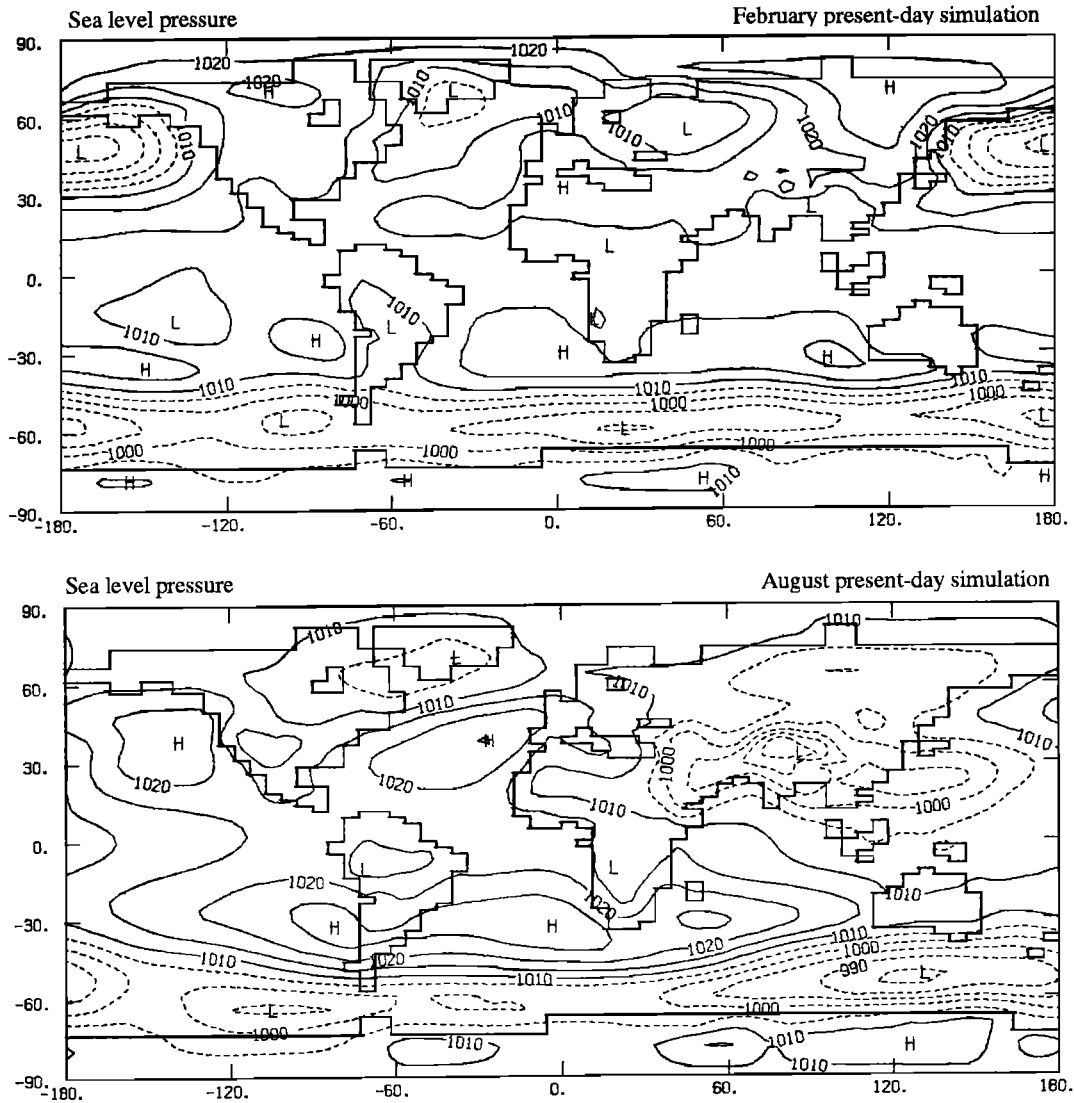 Sea level pressure February present-day simulation
90.
1020 1020
1020 H H
1010 L
60. 1010 1010 L 1020 1020 1010
L L
H
30. L
L
0.
1010
1010 L L
H
-30. H H H
1010 1010 1010
1000 1000 1000
L L L
-60. 1000 1000
H H H H
1010
-90.
-180. -120. -60. 0. 60. 120. 180.
Sea level pressure August present-day simulation
90.
1010 1010
L
60. 1010
H H 1010
L
30. 1020 1020 1000
1010 1000
0.
L L
1020 1020 1010
-30. H H
1020 1020 1010
1010 1010 1000
990 L
-60. L 1000
1000
1010 1010 H
1010
-90.
-180. -120. -60. 0. 60. 120. 180.